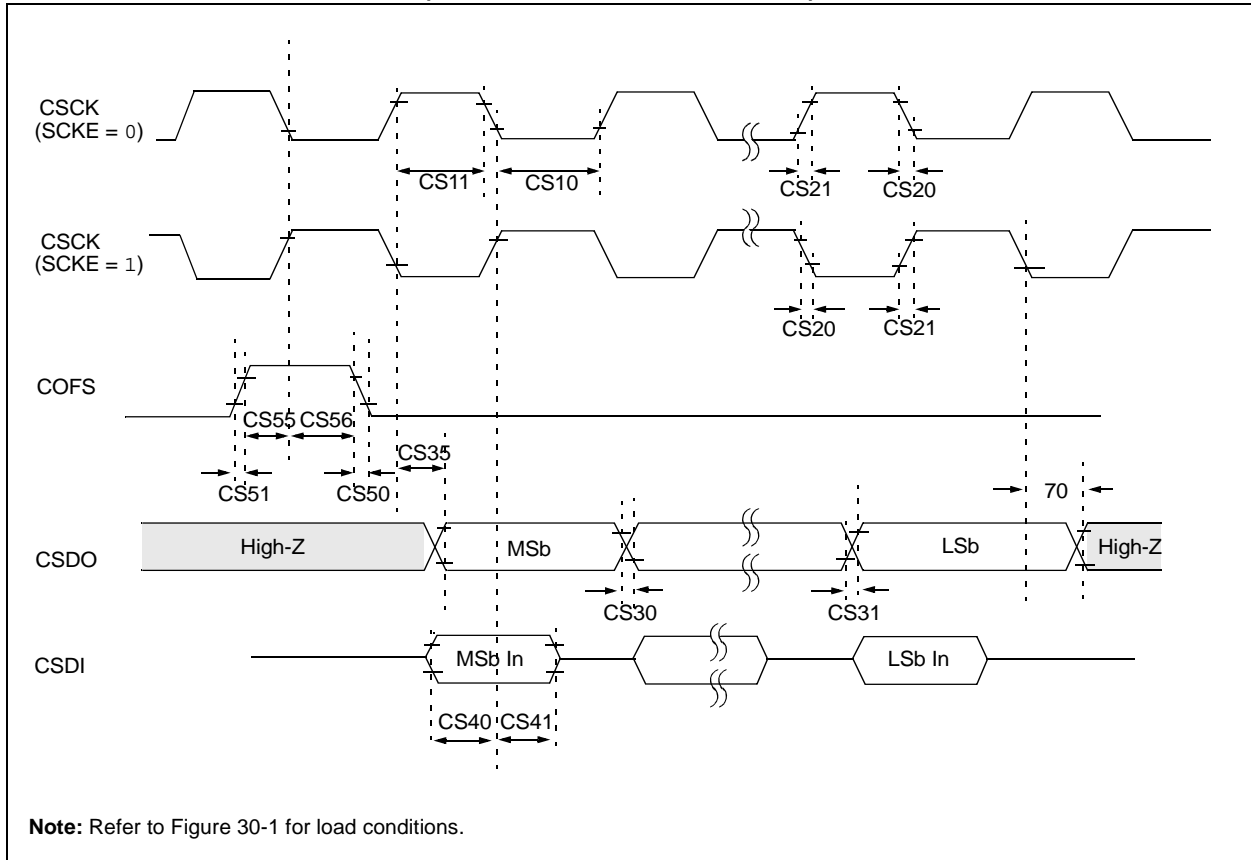 CSCK
(SCKE = 0)
CS11
CS10
CS21
CS20
CSCK
(SCKE = 1)
CS20
CS21
COFS
CS55
CS56
CS35
CS51
CS50
70
CSDO
High-Z
MSb
LSb
High-Z
CS30
CS31
CSDI
MSb In
LSb In
CS40
CS41
Note: Refer to Figure 30-1 for load conditions.